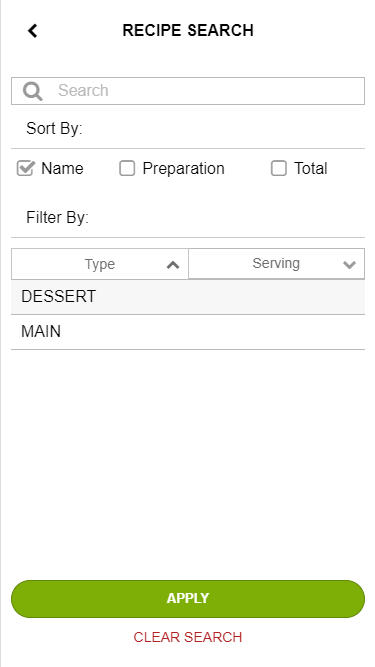 RECIPE SEARCH
Search
Sort By:
Name Preparation Total
Filter By:
Type Serving
DESSERT
MAIN
APPLY
CLEAR SEARCH